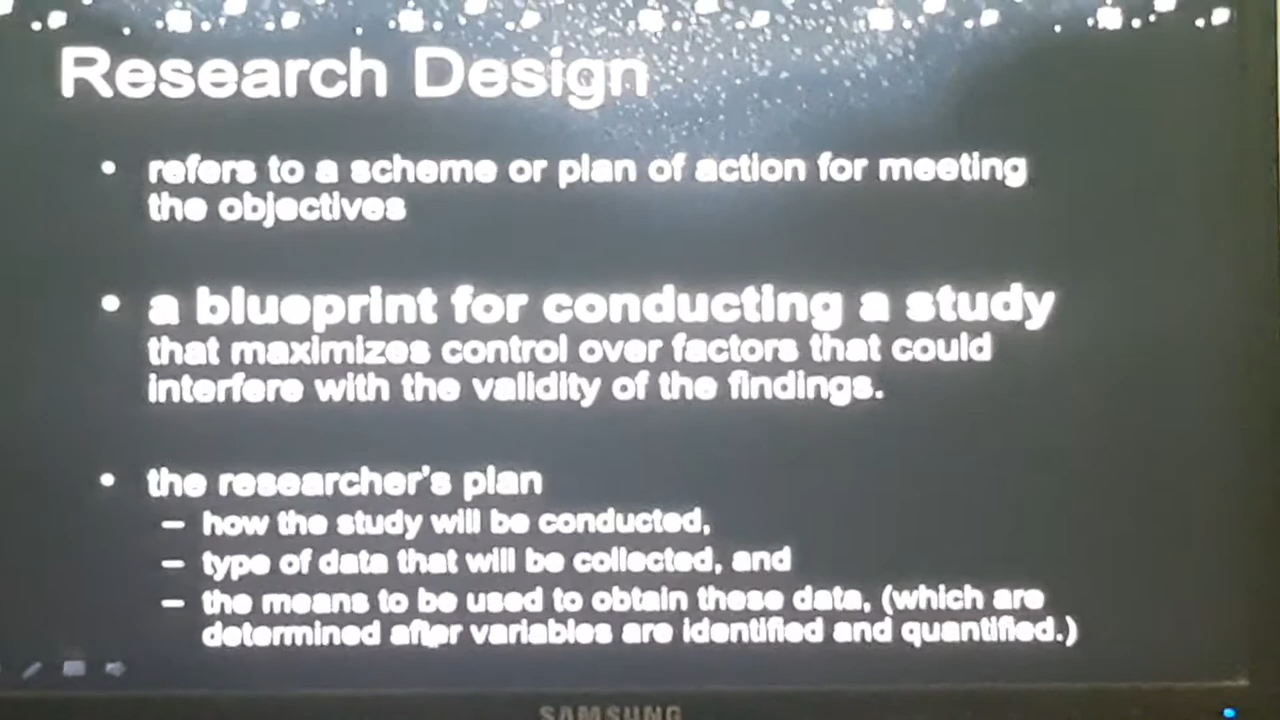 Research Design
• refers to a scheme or plan of action for meeting
the objectives
• a blueprint for conducting a study
that maximizes control over factors that could
interfere with the validity of the findings.
• the researcher's plan
– how the study will be conducted,
– type of data that will be collected, and
– the means to be used to obtain these data, (which are
determined after variables are identified and quantified.)
SAMSUNG